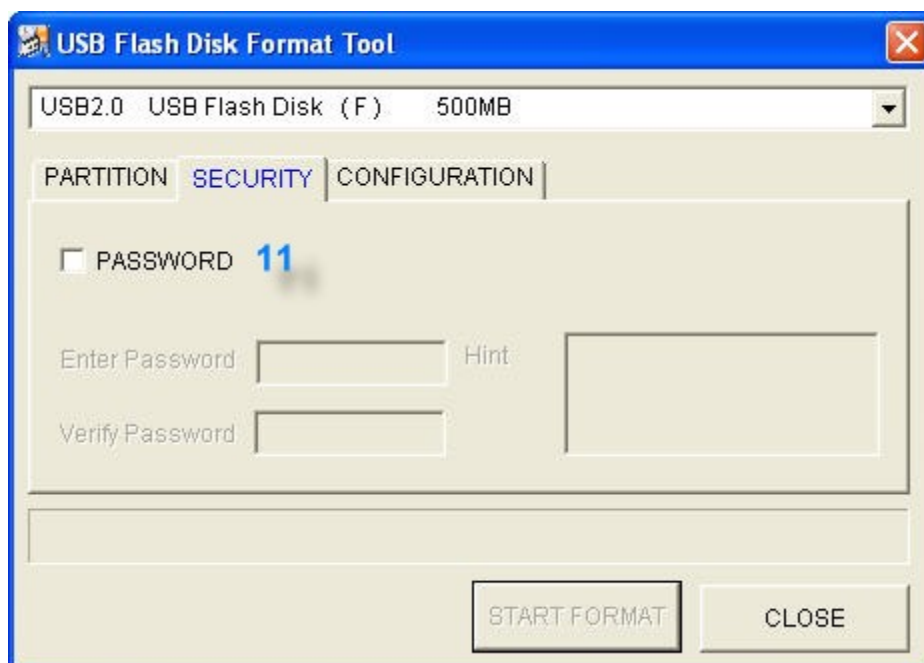 USB Flash Disk Format Tool
USB2.0 USB Flash Disk (F) 500MB
PARTITION SECURITY CONFIGURATION
PASSWORD 11
Enter Password Hint
Verify Password
START FORMAT CLOSE